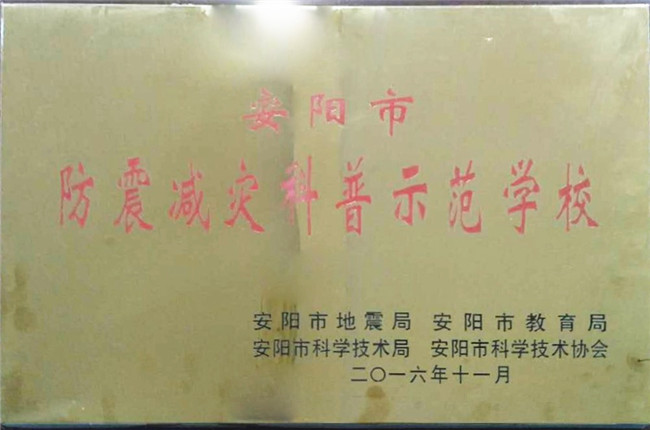 安阳市
防震减灾科普示范学校
安阳市地震局 安阳市教育局
安阳市科学技术局 安阳市科学技术协会
二〇一六年十一月